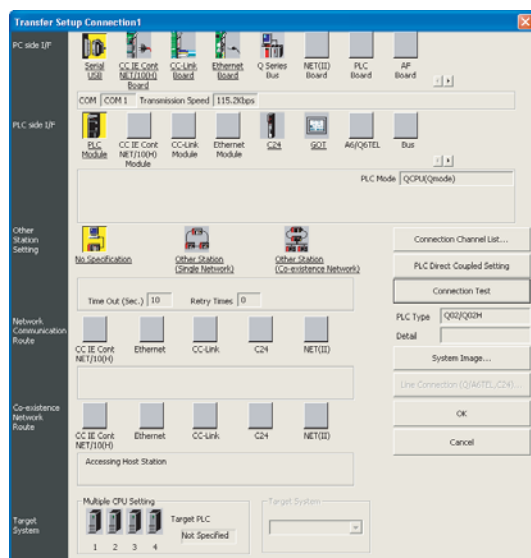 Transfer Setup Connection1
PC side I/F
Serial USB
CC IE Cont NET/10(H) Board
CC-Link Board
Ethernet Board
Q Series Bus
NET(II) Board
PLC Board
AF Board
COM COM 1 Transmission Speed 115.2Kbps
PLC side I/F
PLC Module
CC IE Cont NET/10(H) Module
CC-Link Module
Ethernet Module
C24
GOT
A6/Q6TEL
Bus
PLC Mode QCPU(Qmode)
Other Station Setting
No Specification
Other Station (Single Network)
Other Station (Co-existence Network)
Time Out (Sec.) 10 Retry Times 0
Connection Channel List...
PLC Direct Coupled Setting
Connection Test
PLC Type Q02/Q02H
Detail
System Image...
Line Connection (Q/A6TEL,C24)...
OK
Cancel
Network Communication Route
CC IE Cont NET/10(H)
Ethernet
CC-Link
C24
NET(II)
Co-existence Network Route
CC IE Cont NET/10(H)
Ethernet
CC-Link
C24
NET(II)
Accessing Host Station
Target System
Multiple CPU Setting
1 2 3 4
Target PLC
Not Specified
Target System